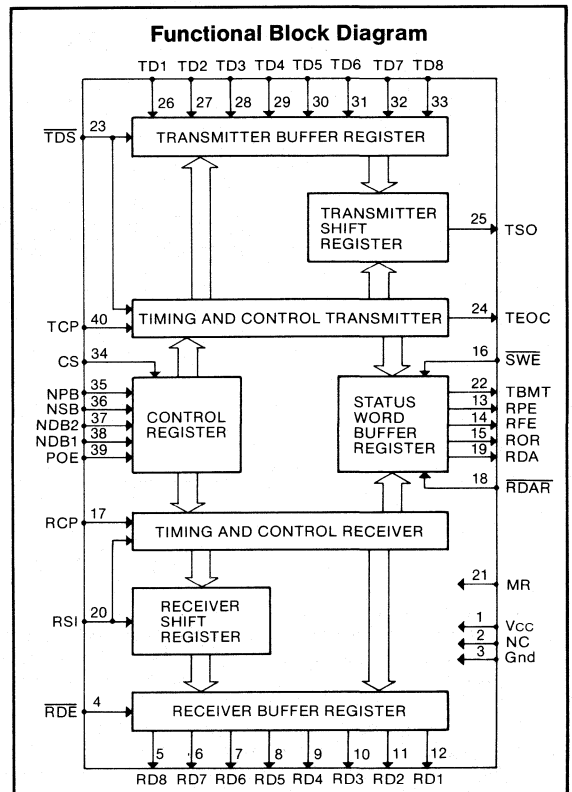 Functional Block Diagram
TD1 TD2 TD3 TD4 TD5 TD6 TD7 TD8
26 27 28 29 30 31 32 33
TDS 23
TRANSMITTER BUFFER REGISTER
TRANSMITTER
SHIFT
REGISTER
25 TSO
TIMING AND CONTROL TRANSMITTER
24 TEOC
TCP 40
CS 34
16 SWE
NPB 35
NSB 36
NDB2 37
NDB1 38
POE 39
CONTROL
REGISTER
STATUS
WORD
BUFFER
REGISTER
22 TBMT
13 RPE
14 RFE
15 ROR
19 RDA
18 RDAR
RCP 17
TIMING AND CONTROL RECEIVER
21 MR
RSI 20
RECEIVER
SHIFT
REGISTER
1 Vcc
2 NC
3 Gnd
RDE 4
RECEIVER BUFFER REGISTER
5 6 7 8 9 10 11 12
RD8 RD7 RD6 RD5 RD4 RD3 RD2 RD1